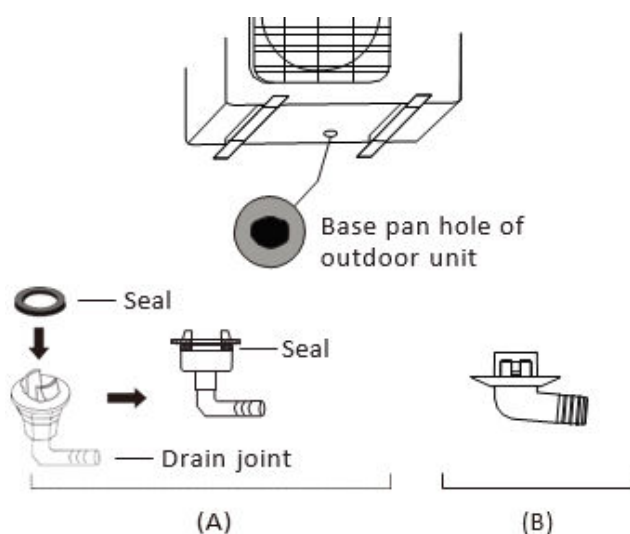 Base pan hole of
outdoor unit
Seal
Seal
Drain joint
(A)
(B)